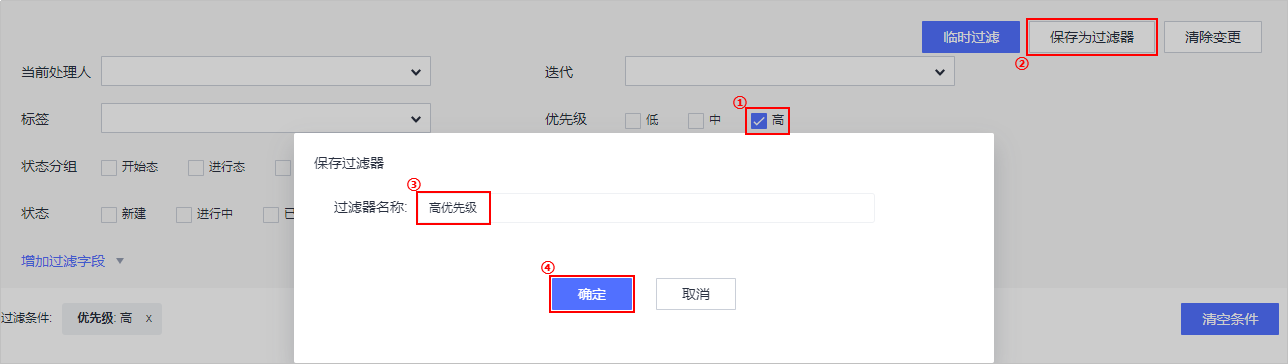 临时过滤 保存为过滤器 清除变更
②
当前处理人 迭代
①
标签 优先级 低 中 高
保存过滤器
状态分组 开始态 进行态
③
过滤器名称: 高优先级
状态 新建 进行中 已
增加过滤字段
④
确定 取消
过滤条件: 优先级: 高 x 清空条件